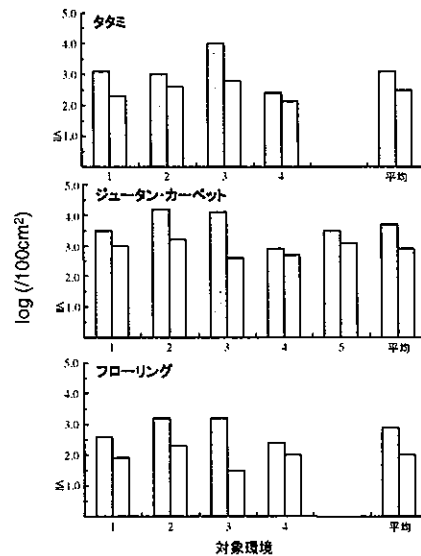 タタミ
5.0
4.0
3.0
2.0
≦1.0
1 2 3 4 平均
ジュータン・カーペット
5.0
4.0
3.0
2.0
≦1.0
1 2 3 4 5 平均
log (/100cm²)
フローリング
5.0
4.0
3.0
2.0
≦1.0
1 2 3 4 平均
対象環境